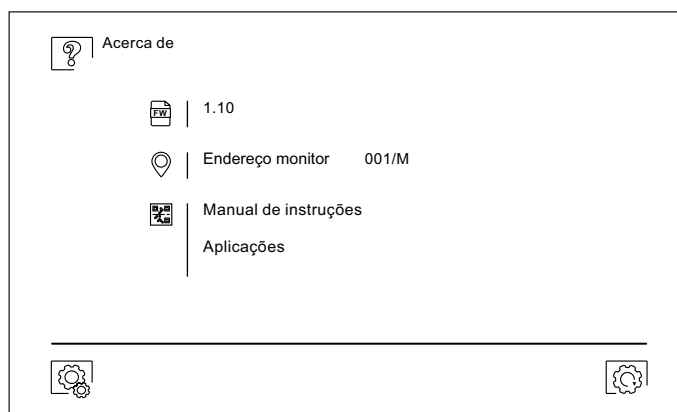 Acerca de
FW
1.10
Endereço monitor 001/M
Manual de instruções
Aplicações